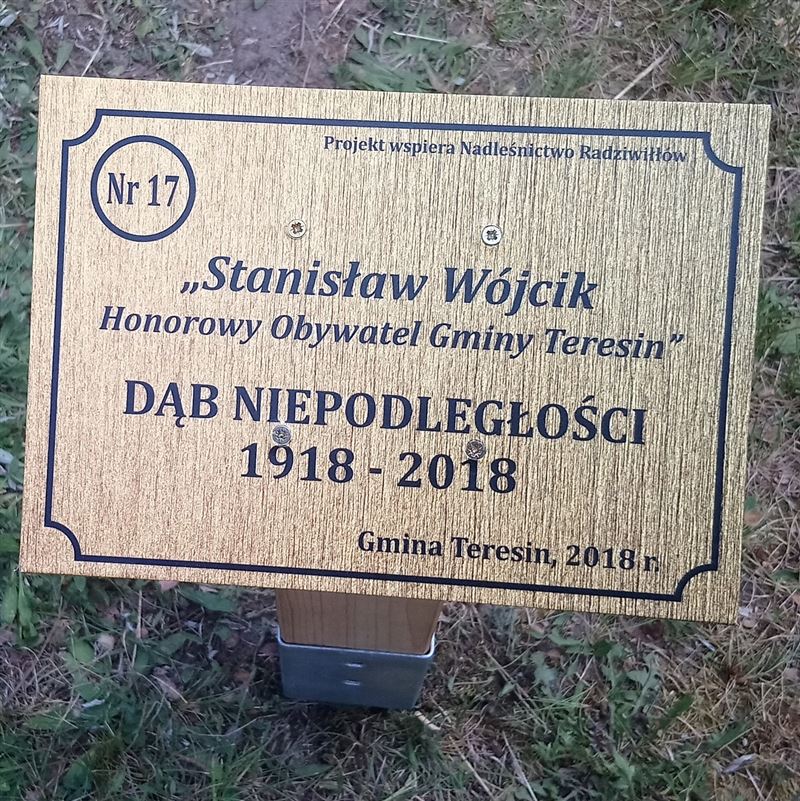 Projekt wspiera Nadleśnictwo Radziwiłłów
Nr 17
„Stanisław Wójcik
Honorowy Obywatel Gminy Teresin”
DĄB NIEPODLEGŁOŚCI
1918 - 2018
Gmina Teresin, 2018 r.